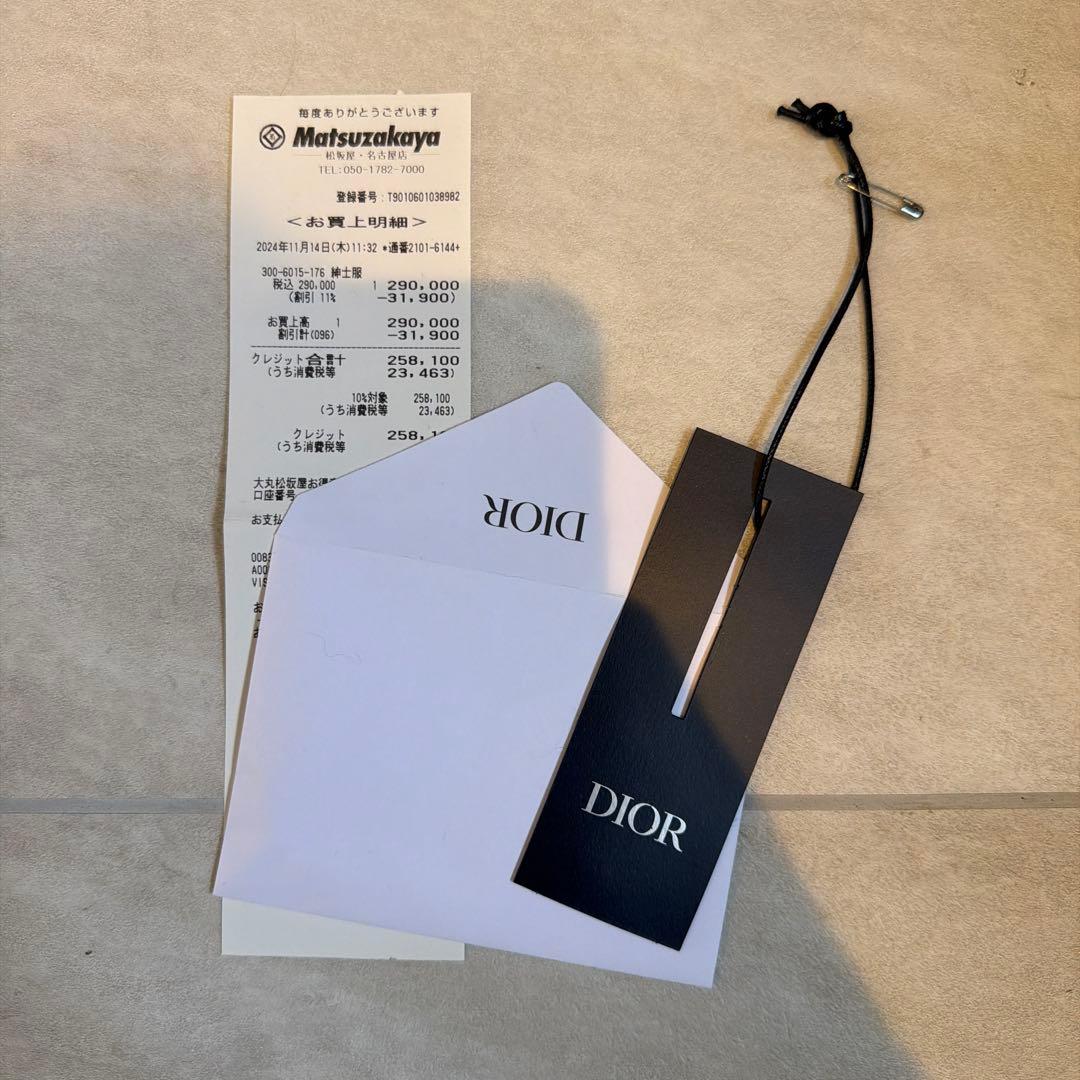 毎度ありがとうございます
Matsuzakaya
松坂屋・名古屋店
TEL:050-1782-7000
登録番号:T9010601038982
<お買上明細>
2024年11月14日(木)11:32 *通番2101-6144+
300-6015-176 紳士服
税込 290,000 1 290,000
(割引 11% -31,900)
お買上高 1 290,000
割引計(096) -31,900
クレジット合計 258,100
(うち消費税等 23,463)
10%対象 258,100
(うち消費税等 23,463)
クレジット 258,1
(うち消費税等
大丸松坂屋お得
口座番号
お支払
008
A00
VIS
お
DIOR
DIOR